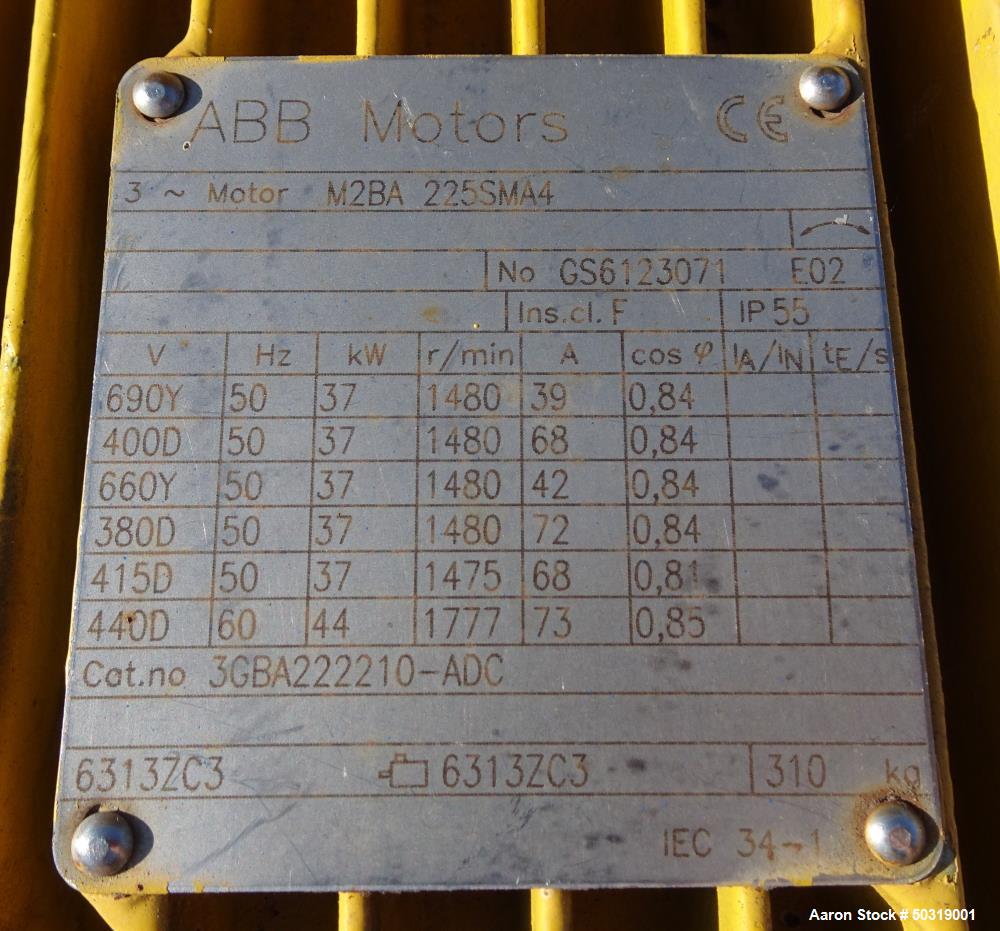 ABB Motors CE
3 ~ Motor M2BA 225SMA4
No GS6123071 E02
Ins.cl. F IP 55
V Hz kW r/min A cos φ IA/IN tE/s
690Y 50 37 1480 39 0,84
400D 50 37 1480 68 0,84
660Y 50 37 1480 42 0,84
380D 50 37 1480 72 0,84
415D 50 37 1475 68 0,81
440D 60 44 1777 73 0,85
Cat.no 3GBA222210-ADC
6313ZC3 6313ZC3 310 kg
IEC 34-1
Aaron Stock # 50319001